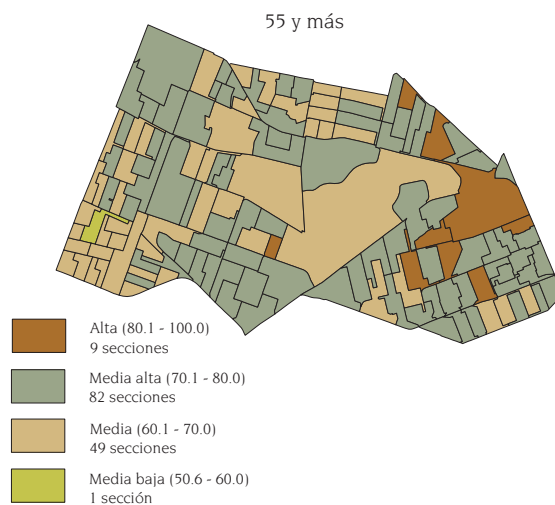 55 y más
Alta (80.1 - 100.0)
9 secciones
Media alta (70.1 - 80.0)
82 secciones
Media (60.1 - 70.0)
49 secciones
Media baja (50.6 - 60.0)
1 sección